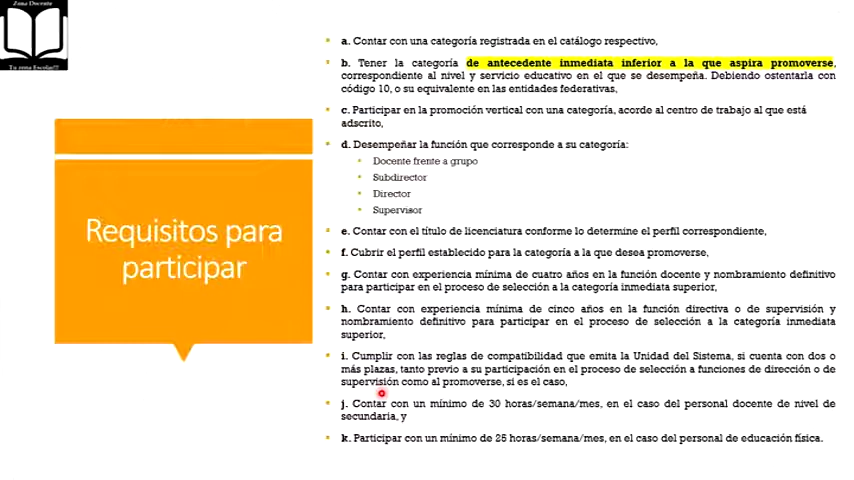 Zona Docente
Tu zona Escolar!!!
Requisitos para
participar
a. Contar con una categoría registrada en el catálogo respectivo,
b. Tener la categoría de antecedente inmediata inferior a la que aspira promoverse,
correspondiente al nivel y servicio educativo en el que se desempeña. Debiendo ostentarla con
código 10, o su equivalente en las entidades federativas,
c. Participar en la promoción vertical con una categoría, acorde al centro de trabajo al que está
adscrito,
d. Desempeñar la función que corresponde a su categoría:
Docente frente a grupo
Subdirector
Director
Supervisor
e. Contar con el título de licenciatura conforme lo determine el perfil correspondiente,
f. Cubrir el perfil establecido para la categoría a la que desea promoverse,
g. Contar con experiencia mínima de cuatro años en la función docente y nombramiento definitivo
para participar en el proceso de selección a la categoría inmediata superior,
h. Contar con experiencia mínima de cinco años en la función directiva o de supervisión y
nombramiento definitivo para participar en el proceso de selección a la categoría inmediata
superior,
i. Cumplir con las reglas de compatibilidad que emita la Unidad del Sistema, si cuenta con dos o
más plazas, tanto previo a su participación en el proceso de selección a funciones de dirección o de
supervisión como al promoverse, si es el caso,
j. Contar con un mínimo de 30 horas/semana/mes, en el caso del personal docente de nivel de
secundaria, y
k. Participar con un mínimo de 25 horas/semana/mes, en el caso del personal de educación física.